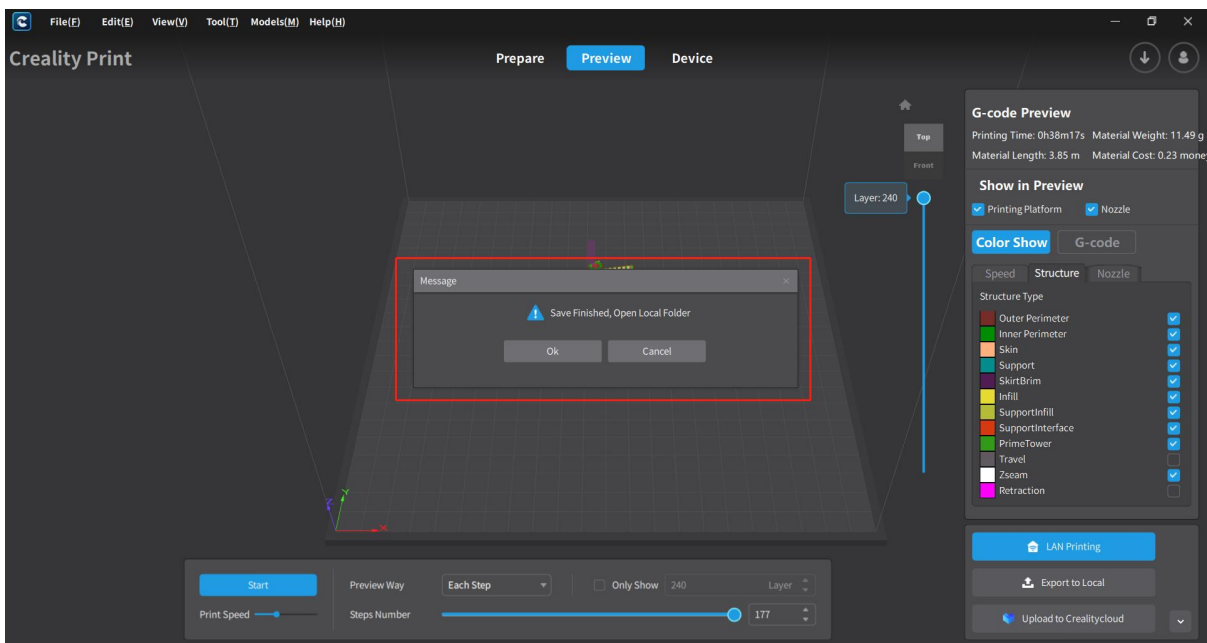 File(F) Edit(E) View(V) Tool(T) Models(M) Help(H)
Creality Print
Prepare Preview Device
Top
Front
Layer: 240
Message
Save Finished, Open Local Folder
Ok Cancel
Z Y X
Start
Print Speed
Preview Way Each Step Only Show 240 Layer
Steps Number 177
G-code Preview
Printing Time: 0h38m17s Material Weight: 11.49 g
Material Length: 3.85 m Material Cost: 0.23 mone
Show in Preview
Printing Platform Nozzle
Color Show G-code
Speed Structure Nozzle
Structure Type
Outer Perimeter
Inner Perimeter
Skin
Support
SkirtBrim
Infill
SupportInfill
SupportInterface
PrimeTower
Travel
Zseam
Retraction
LAN Printing
Export to Local
Upload to Crealitycloud